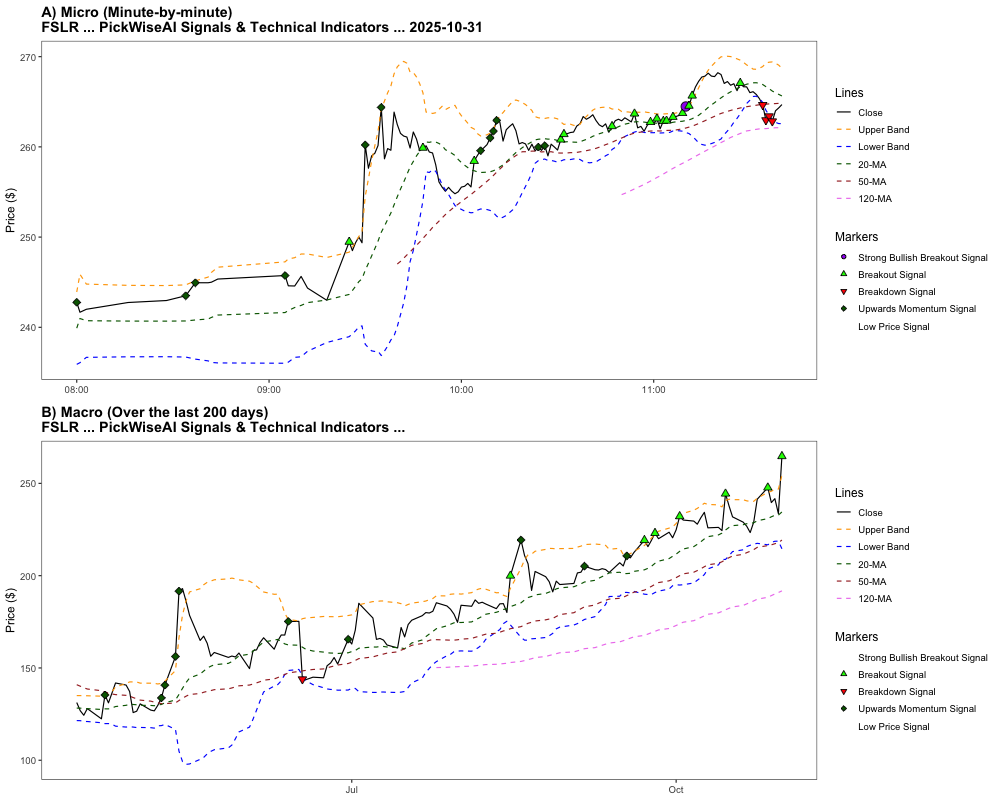 A) Micro (Minute-by-minute)
FSLR ... PickWiseAI Signals & Technical Indicators ... 2025-10-31
270
260
250
240
Price ($)
08:00
09:00
10:00
11:00
Lines
Close
Upper Band
Lower Band
20-MA
50-MA
120-MA
Markers
Strong Bullish Breakout Signal
Breakout Signal
Breakdown Signal
Upwards Momentum Signal
Low Price Signal
B) Macro (Over the last 200 days)
FSLR ... PickWiseAI Signals & Technical Indicators ...
250
200
150
100
Price ($)
Jul
Oct
Lines
Close
Upper Band
Lower Band
20-MA
50-MA
120-MA
Markers
Strong Bullish Breakout Signal
Breakout Signal
Breakdown Signal
Upwards Momentum Signal
Low Price Signal